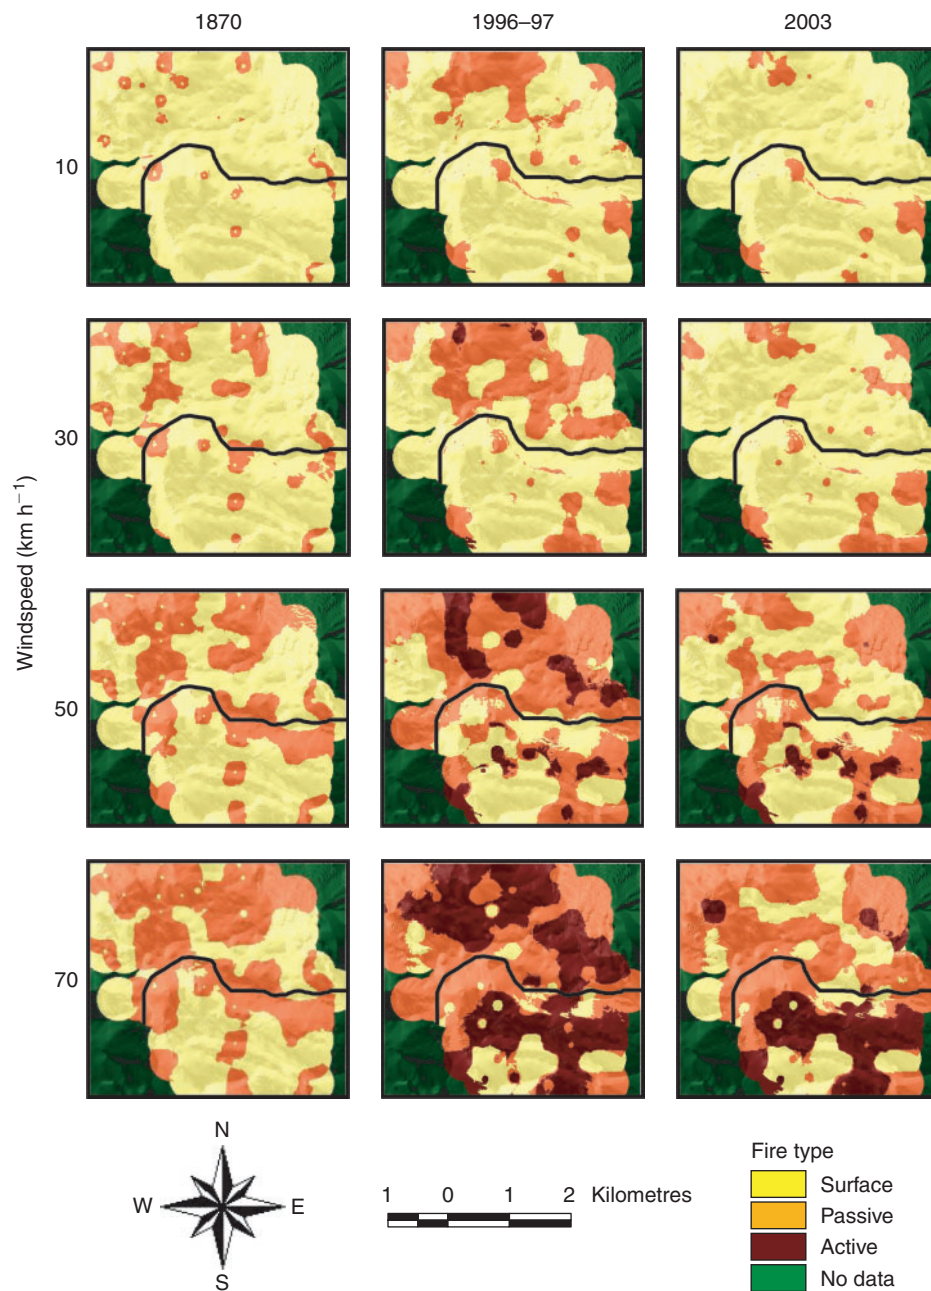 1870 1996–97 2003
10
30
Windspeed (km h⁻¹)
50
70
N
W E
S
1 0 1 2 Kilometres
Fire type
Surface
Passive
Active
No data